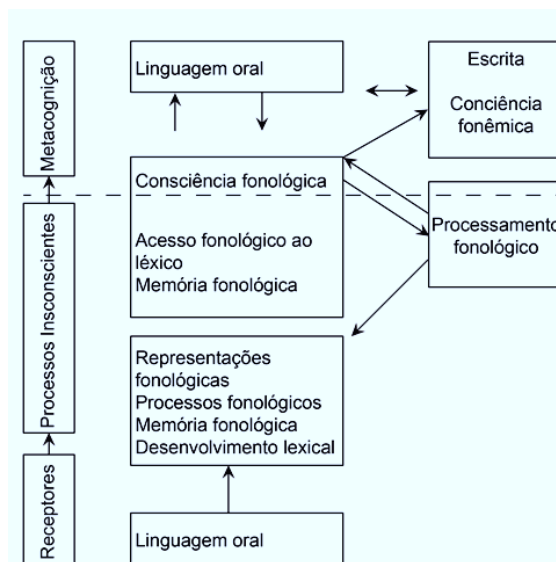 Metacognição
Linguagem oral
Escrita
Conciência
fonêmica
Consciência fonológica
Acesso fonológico ao
léxico
Memória fonológica
Processamento
fonológico
Processos Insconscientes
Representações
fonológicas
Processos fonológicos
Memória fonológica
Desenvolvimento lexical
Receptores
Linguagem oral